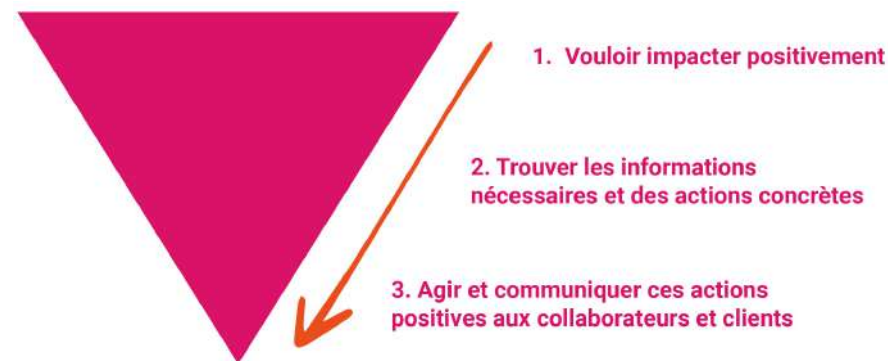 1. Vouloir impacter positivement
2. Trouver les informations
nécessaires et des actions concrètes
3. Agir et communiquer ces actions
positives aux collaborateurs et clients